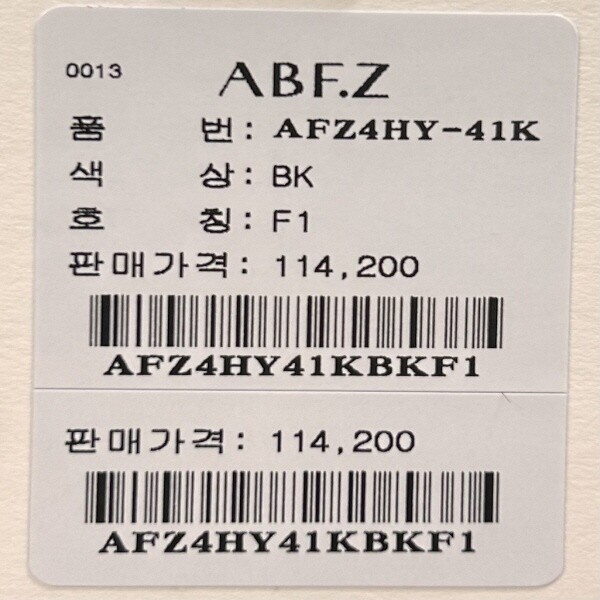 0013 ABF.Z
품 번: AFZ4HY-41K
색 상: BK
호 칭: F1
판매가격: 114,200
AFZ4HY41KBKF1
판매가격: 114,200
AFZ4HY41KBKF1